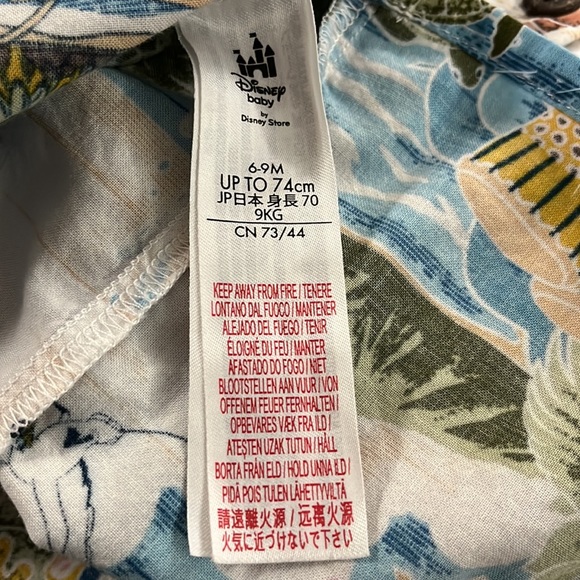 Disney
baby
by
Disney Store
6-9M
UP TO 74cm
JP日本 身長 70
9KG
CN 73/44
KEEP AWAY FROM FIRE / TENERE
LONTANO DAL FUOCO / MANTENER
ALEJADO DEL FUEGO / TENIR
ÉLOIGNÉ DU FEU / MANTER
AFASTADO DO FOGO / NIET
BLOOTSTELLEN AAN VUUR / VON
OFFENEM FEUER FERNHALTEN /
OPBEVARES VÆK FRA ILD /
ATEŞTEN UZAK TUTUN / HÅLL
BORTA FRÅN ELD / HOLD UNNA ILD /
PIDÄ POIS TULEN LÄHETTYVILTÄ
請遠離火源 / 远离火源
火気に近づけないで下さい